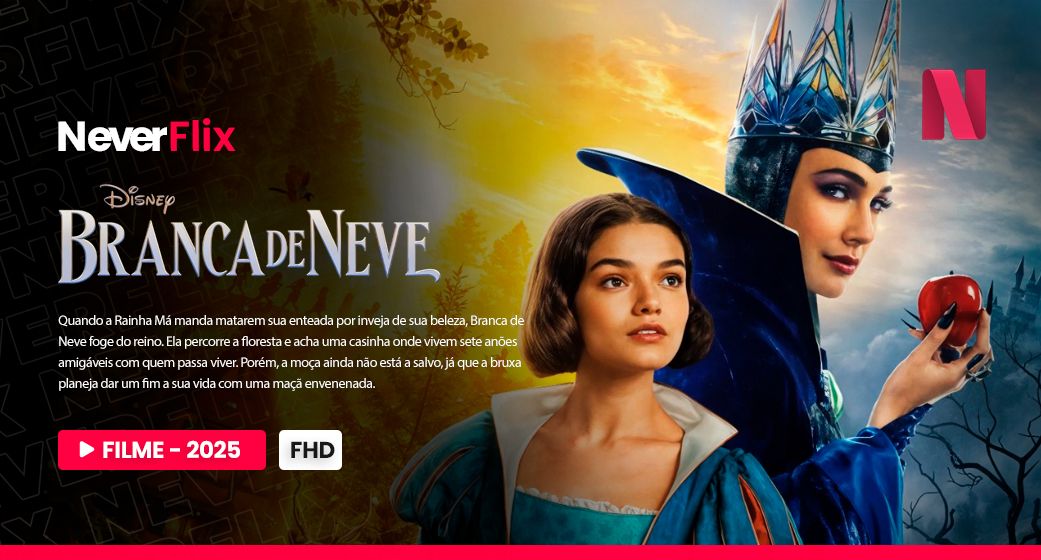 NeverFlix
DISNEY
BRANCA DE NEVE
Quando a Rainha Má manda matarem sua enteada por inveja de sua beleza, Branca de
Neve foge do reino. Ela percorre a floresta e acha uma casinha onde vivem sete anões
amigáveis com quem passa viver. Porém, a moça ainda não está a salvo, já que a bruxa
planeja dar um fim a sua vida com uma maçã envenenada.
FILME - 2025
FHD
N